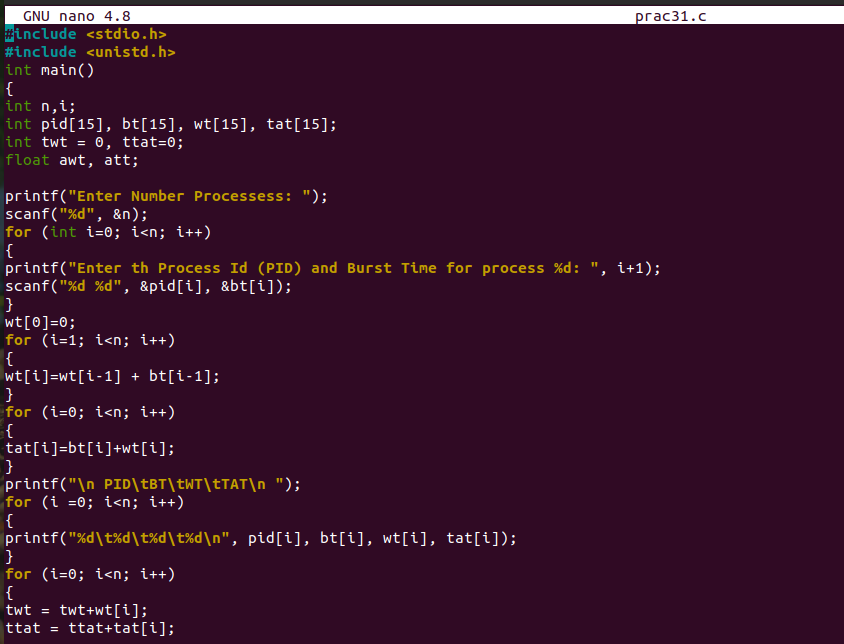 GNU nano 4.8 prac31.c
#include <stdio.h>
#include <unistd.h>
int main()
{
int n,i;
int pid[15], bt[15], wt[15], tat[15];
int twt = 0, ttat=0;
float awt, att;

printf("Enter Number Processess: ");
scanf("%d", &n);
for (int i=0; i<n; i++)
{
printf("Enter th Process Id (PID) and Burst Time for process %d: ", i+1);
scanf("%d %d", &pid[i], &bt[i]);
}
wt[0]=0;
for (i=1; i<n; i++)
{
wt[i]=wt[i-1] + bt[i-1];
}
for (i=0; i<n; i++)
{
tat[i]=bt[i]+wt[i];
}
printf("\n PID\tBT\tWT\tTAT\n ");
for (i =0; i<n; i++)
{
printf("%d\t%d\t%d\t%d\n", pid[i], bt[i], wt[i], tat[i]);
}
for (i=0; i<n; i++)
{
twt = twt+wt[i];
ttat = ttat+tat[i];